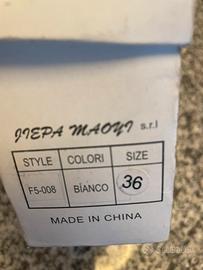 JIEPA MAOYI s.r.l
STYLE COLORI SIZE
F5-008 BIANCO 36
MADE IN CHINA